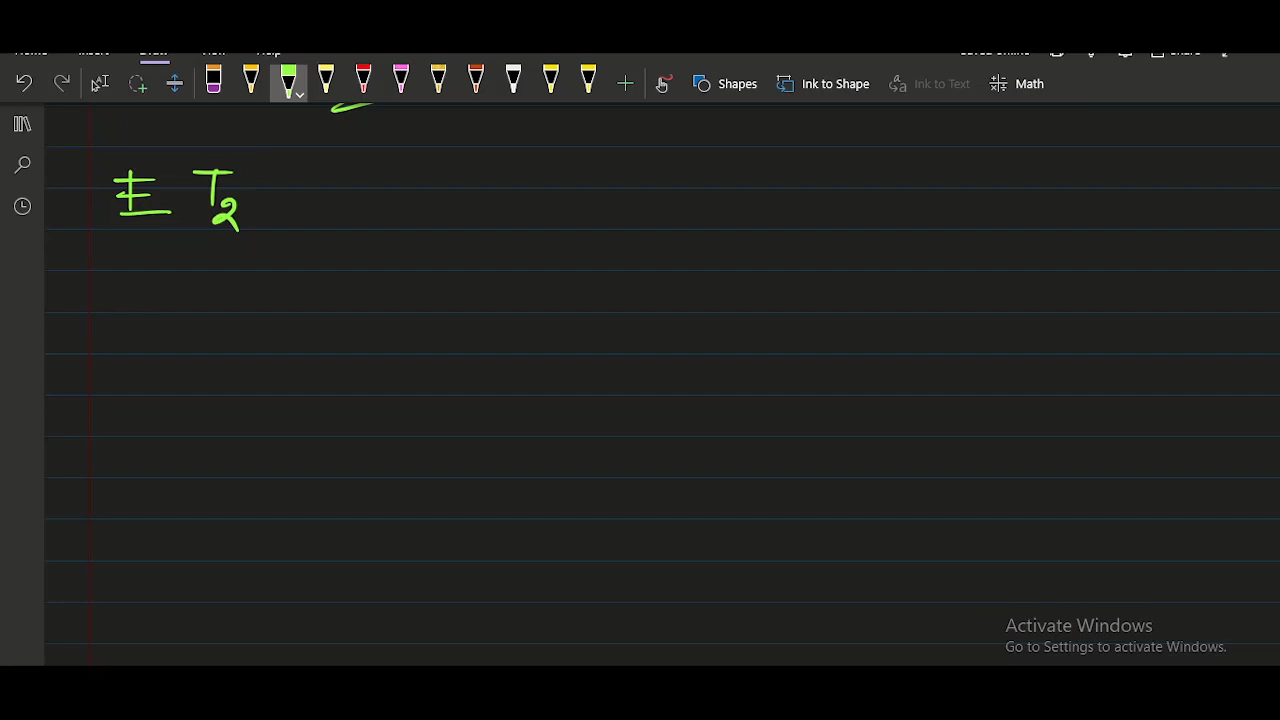 Shapes Ink to Shape Ink to Text Math
E T₂
Activate Windows
Go to Settings to activate Windows.